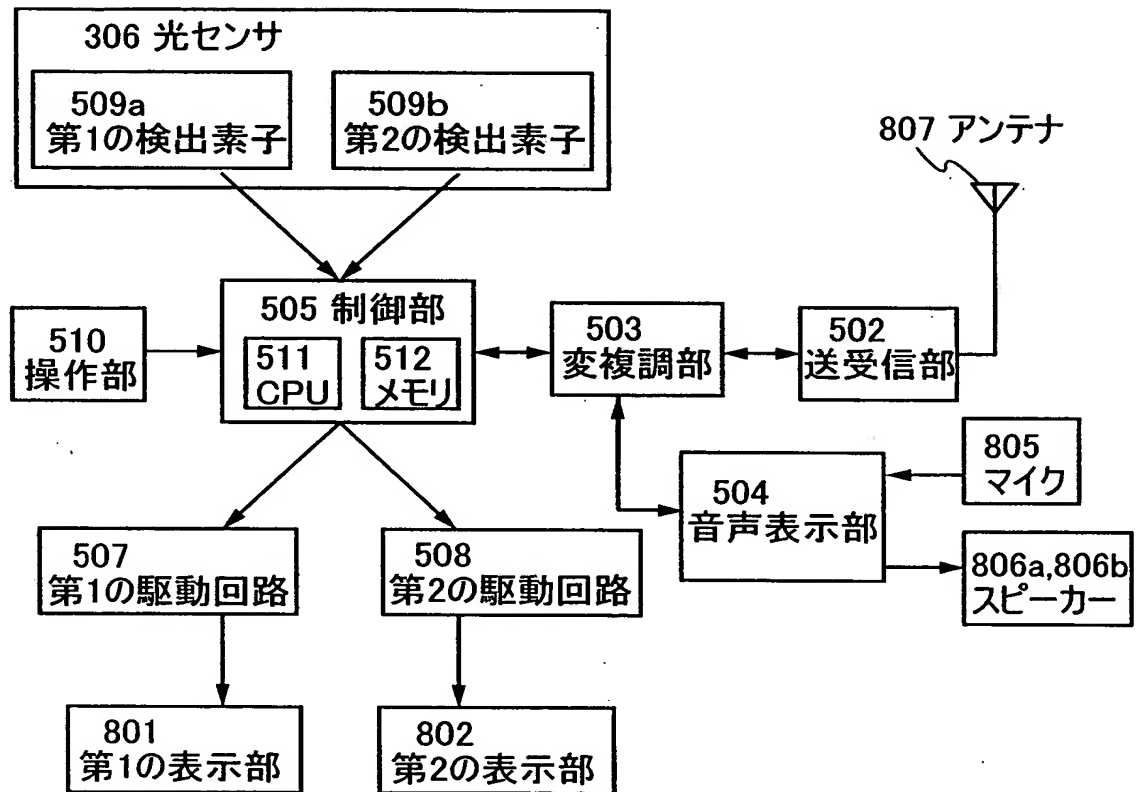 306 光センサ
509a
第1の検出素子
509b
第2の検出素子
807 アンテナ
505 制御部
511
CPU
512
メモリ
510
操作部
503
変複調部
502
送受信部
805
マイク
504
音声表示部
806a,806b
スピーカー
507
第1の駆動回路
508
第2の駆動回路
801
第1の表示部
802
第2の表示部